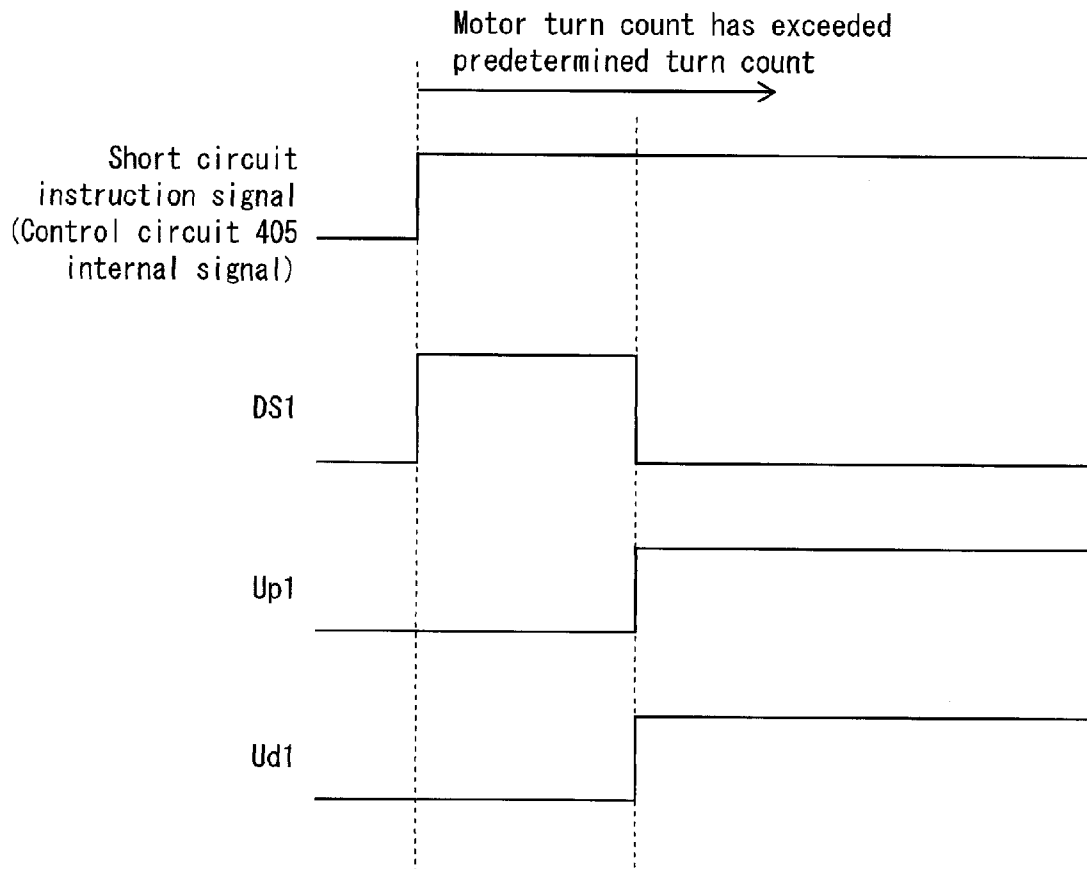 Motor turn count has exceeded
predetermined turn count
Short circuit
instruction signal
(Control circuit 405
internal signal)
DS1
Up1
Ud1